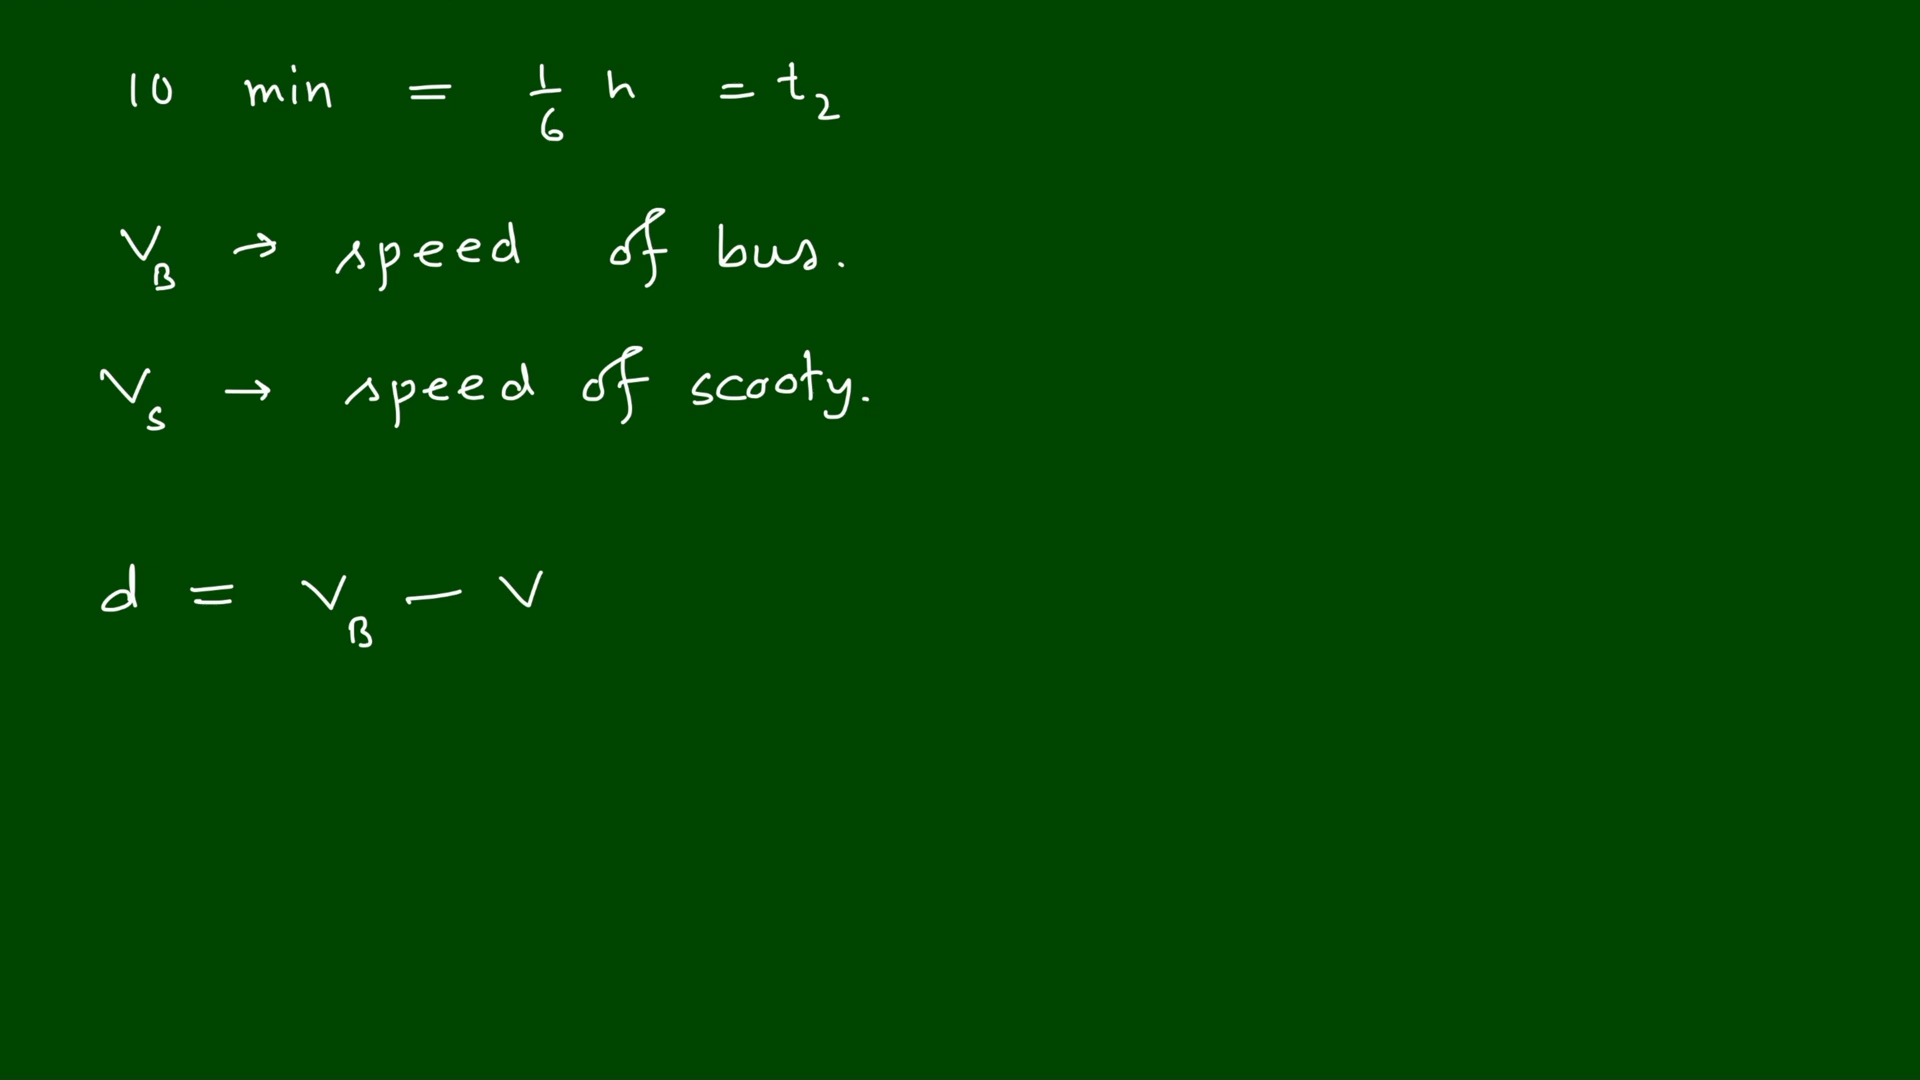 10 min = 1/6 h = t₂
V_B → speed of bus.
V_S → speed of scooty.
d = V_B - V